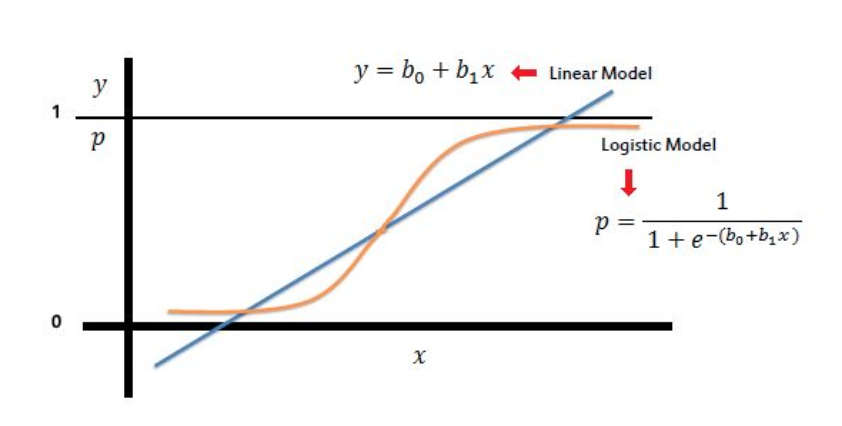 y = b₀ + b₁x
Linear Model
y
1
p
Logistic Model
p = 1 / (1 + e^−(b₀+b₁x))
0
x